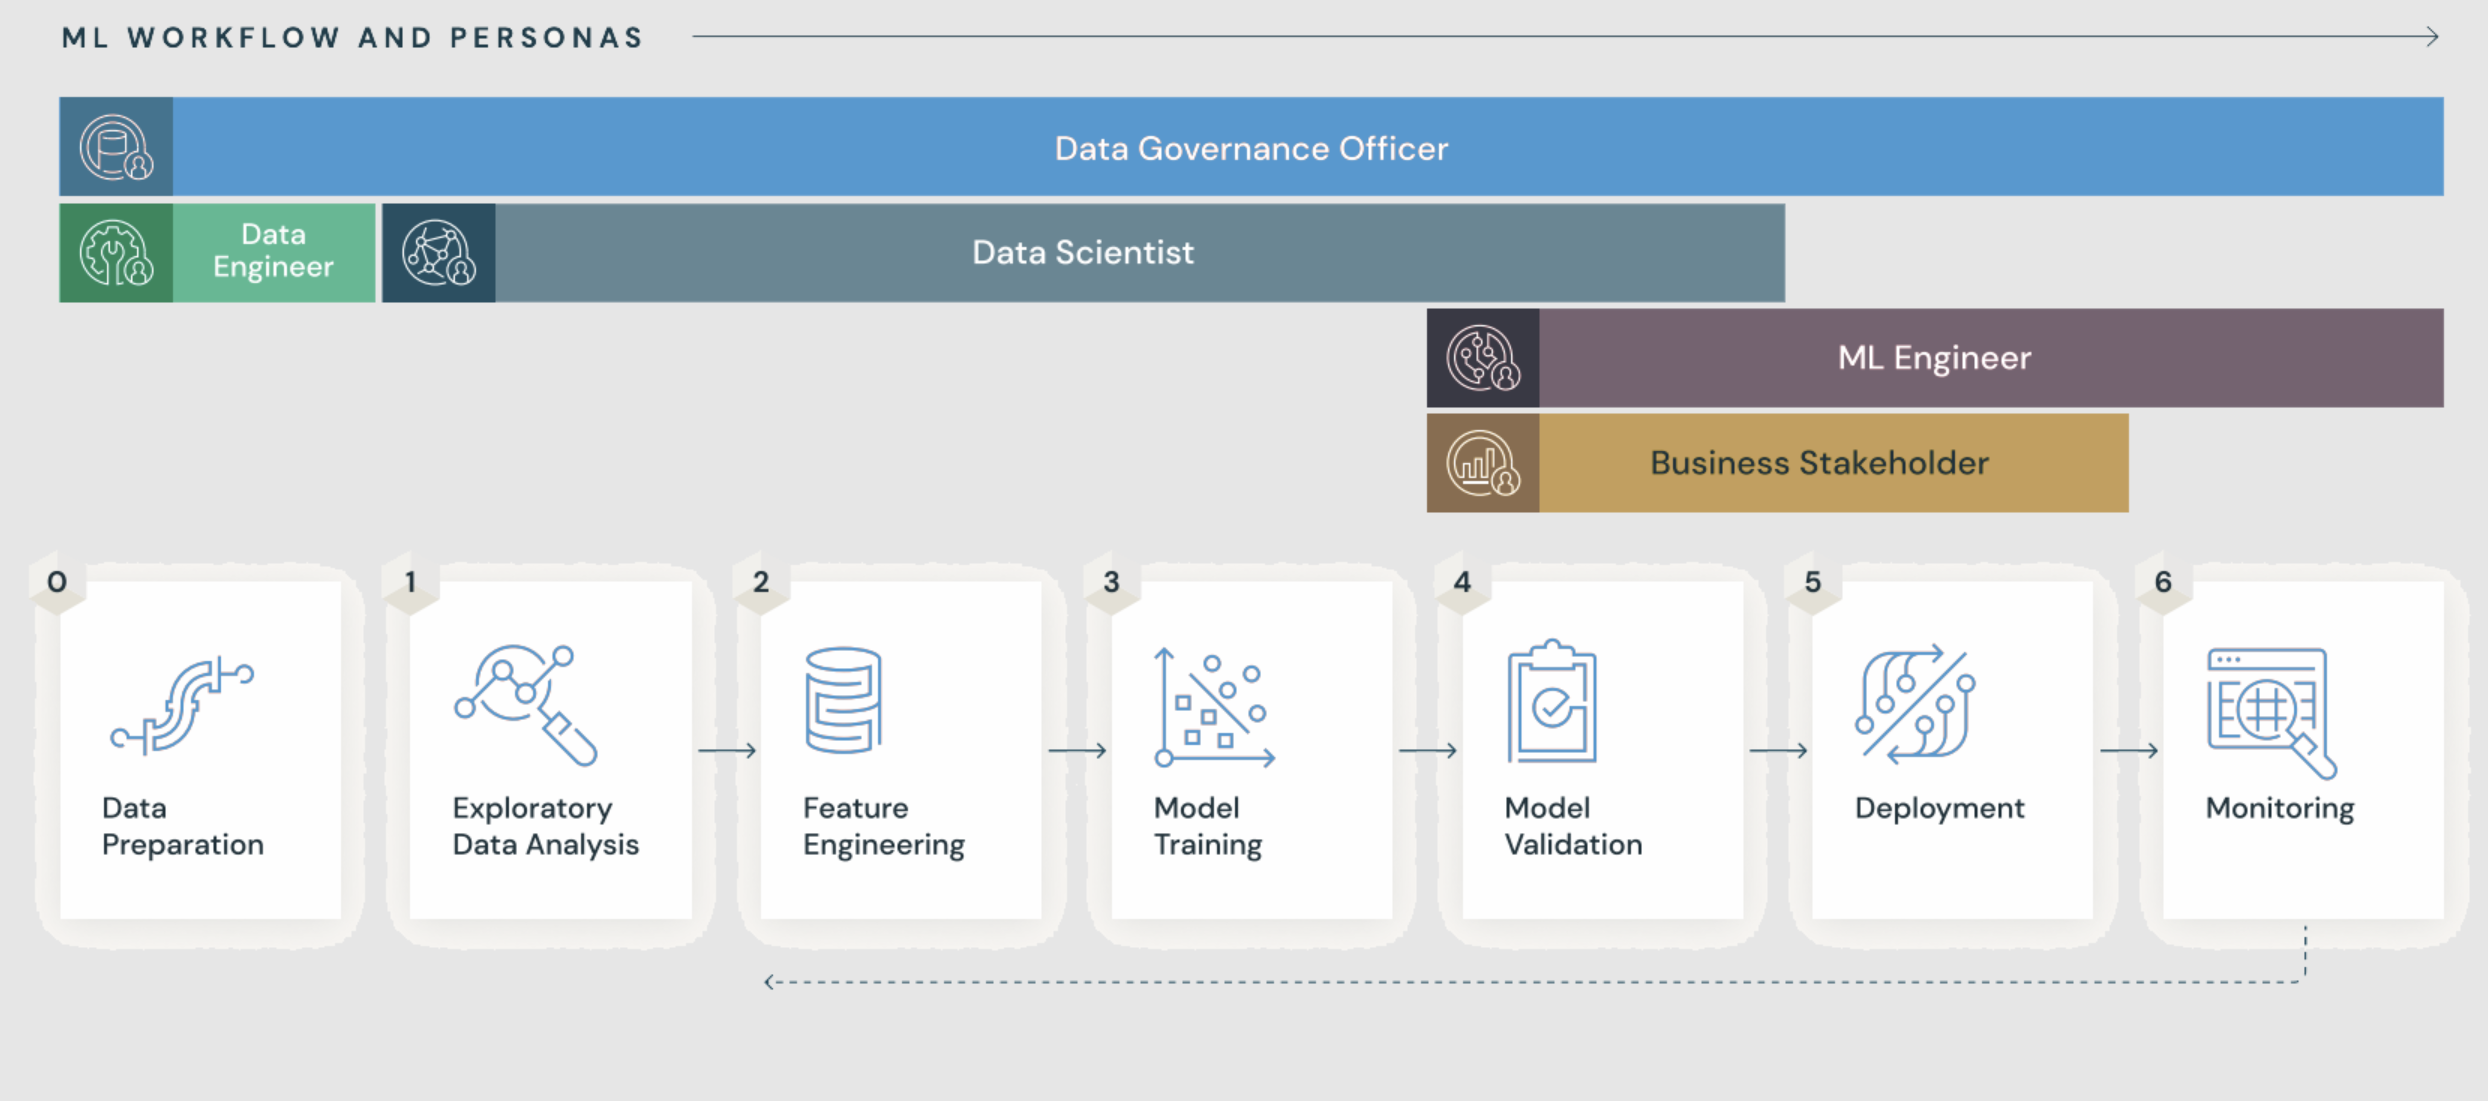 ML WORKFLOW AND PERSONAS
Data Governance Officer
Data
Engineer
Data Scientist
ML Engineer
Business Stakeholder
0
Data
Preparation
1
Exploratory
Data Analysis
2
Feature
Engineering
3
Model
Training
4
Model
Validation
5
Deployment
6
Monitoring